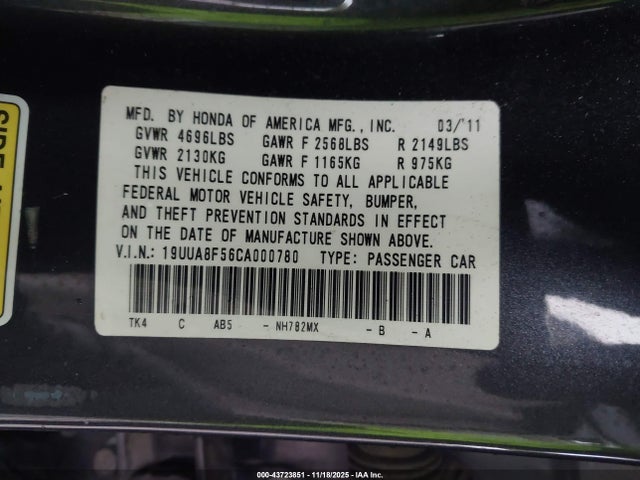 MFD. BY HONDA OF AMERICA MFG., INC. 03/'11
GVWR 4696LBS GAWR F 2568LBS R 2149LBS
GVWR 2130KG GAWR F 1165KG R 975KG
THIS VEHICLE CONFORMS TO ALL APPLICABLE
FEDERAL MOTOR VEHICLE SAFETY, BUMPER,
AND THEFT PREVENTION STANDARDS IN EFFECT
ON THE DATE OF MANUFACTURE SHOWN ABOVE.
V.I.N.: 19UUA8F56CA000780 TYPE: PASSENGER CAR
TK4 C AB5 - NH782MX - B - A
000-43723851 - 11/18/2025 - IAA Inc.